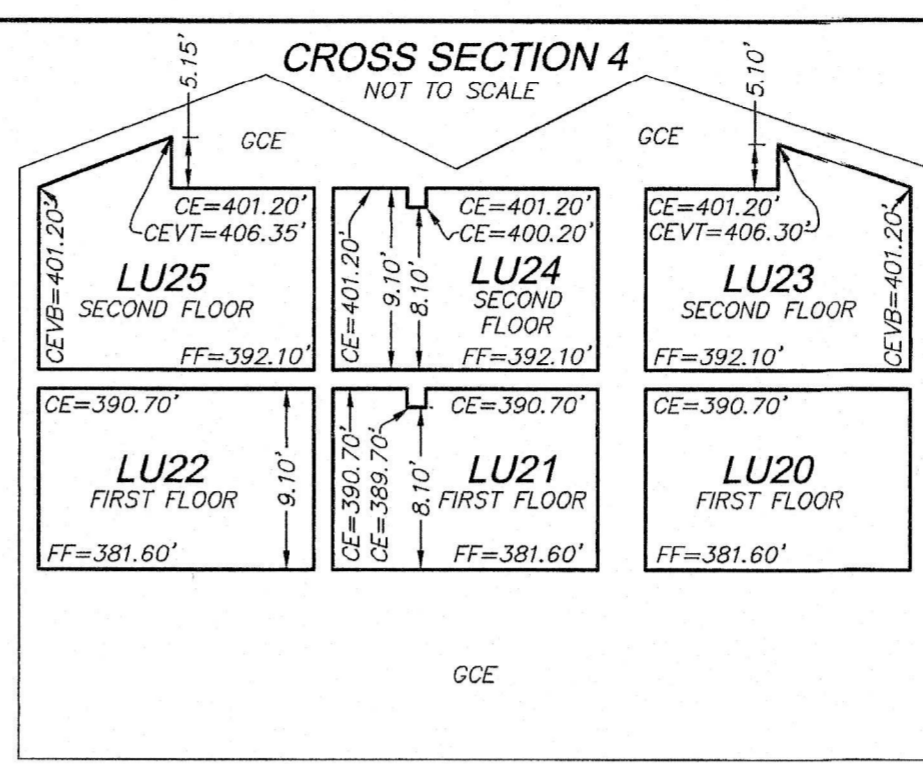 CROSS SECTION 4
NOT TO SCALE
5.15'
5.10'
GCE
GCE
CE=401.20'
CEVT=406.35'
CEVB=401.20'
LU25
SECOND FLOOR
FF=392.10'
CE=401.20'
CE=400.20'
CE=401.20'
9.10'
8.10'
LU24
SECOND
FLOOR
FF=392.10'
CE=401.20'
CEVT=406.30'
CEVB=401.20'
LU23
SECOND FLOOR
FF=392.10'
CE=390.70'
LU22
FIRST FLOOR
9.10'
FF=381.60'
CE=390.70'
CE=390.70'
CE=389.70'
8.10'
LU21
FIRST FLOOR
FF=381.60'
CE=390.70'
LU20
FIRST FLOOR
FF=381.60'
GCE